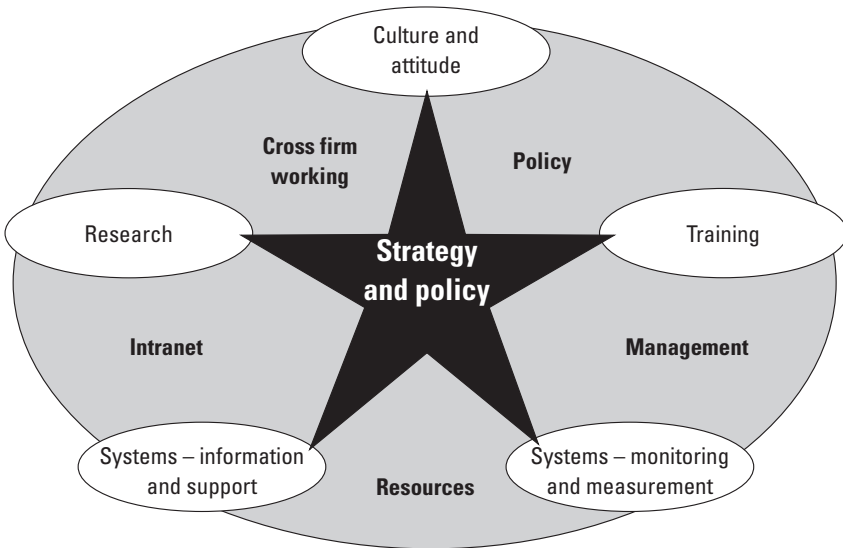 Culture and
attitude
Cross firm
working
Policy
Research
Strategy
and policy
Training
Intranet
Management
Systems – information
and support
Resources
Systems – monitoring
and measurement